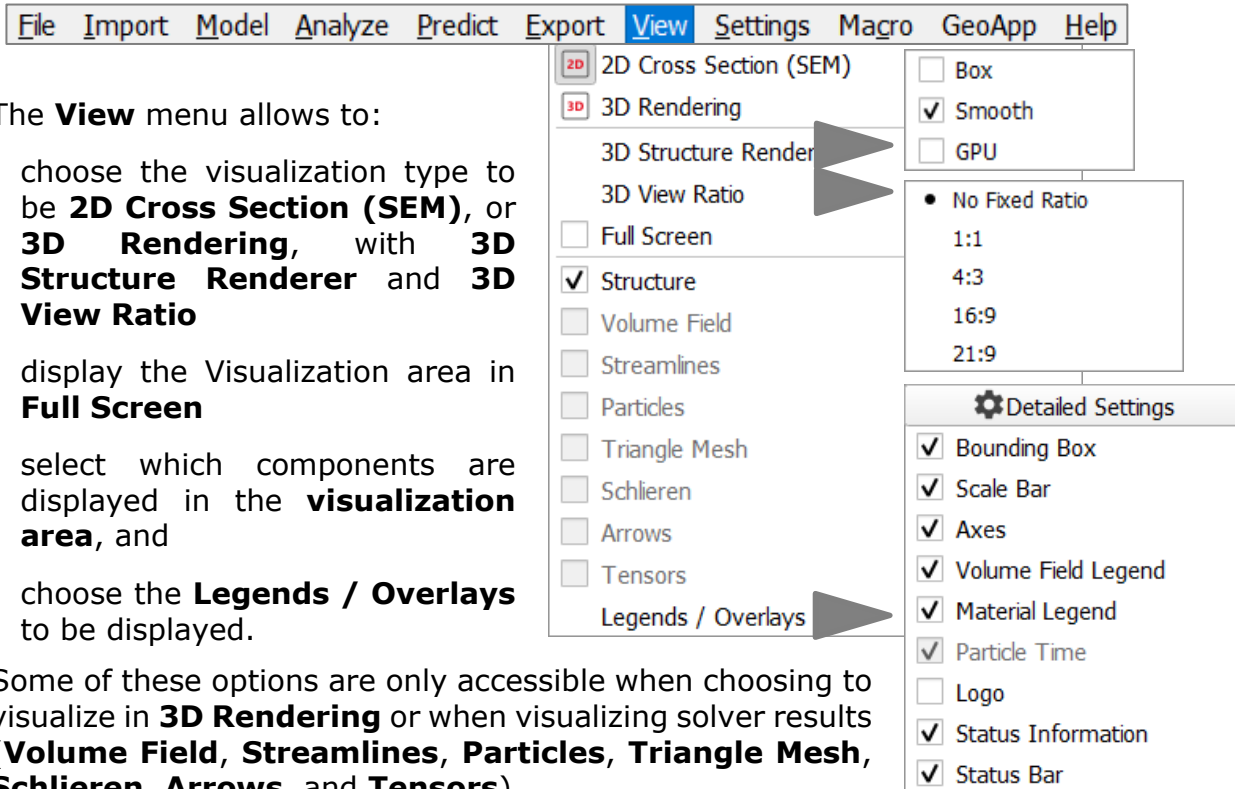 File Import Model Analyze Predict Export View Settings Macro GeoApp Help
The View menu allows to:
choose the visualization type to
be 2D Cross Section (SEM), or
3D Rendering, with 3D
Structure Renderer and 3D
View Ratio
display the Visualization area in
Full Screen
select which components are
displayed in the visualization
area, and
choose the Legends / Overlays
to be displayed.
Some of these options are only accessible when choosing to
visualize in 3D Rendering or when visualizing solver results
(Volume Field, Streamlines, Particles, Triangle Mesh,
Schlieren, Arrows, and Tensors)
2D 2D Cross Section (SEM)
3D 3D Rendering
3D Structure Render
3D View Ratio
Full Screen
Structure
Volume Field
Streamlines
Particles
Triangle Mesh
Schlieren
Arrows
Tensors
Legends / Overlays
Box
Smooth
GPU
No Fixed Ratio
1:1
4:3
16:9
21:9
Detailed Settings
Bounding Box
Scale Bar
Axes
Volume Field Legend
Material Legend
Particle Time
Logo
Status Information
Status Bar